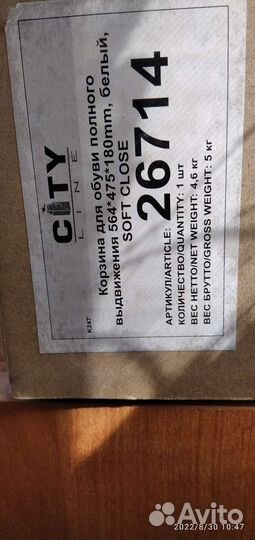 CITY
LINE
K247
Корзина для обуви полного
выдвижения 564*475*180mm, белый,
SOFT CLOSE
26714
АРТИКУЛ/ARTICLE:
КОЛИЧЕСТВО/QUANTITY: 1 шт
ВЕС НЕТТО/NET WEIGHT: 4,6 кг
ВЕС БРУТТО/GROSS WEIGHT: 5 кг
2022/8/30 10:47
Avito